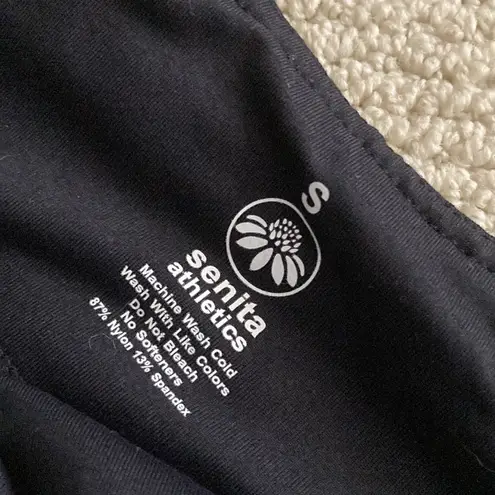 S
senita
athletics
Machine Wash Cold
Wash With Like Colors
Do Not Bleach
No Softeners
87% Nylon 13% Spandex